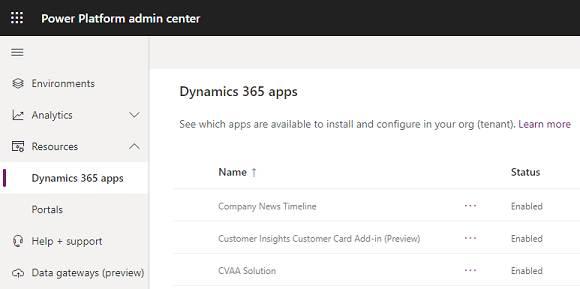 Power Platform admin center
Environments
Analytics
Resources
Dynamics 365 apps
Portals
Help + support
Data gateways (preview)
Dynamics 365 apps
See which apps are available to install and configure in your org (tenant). Learn more
Name ↑ Status
Company News Timeline ... Enabled
Customer Insights Customer Card Add-in (Preview) ... Enabled
CVAA Solution ... Enabled